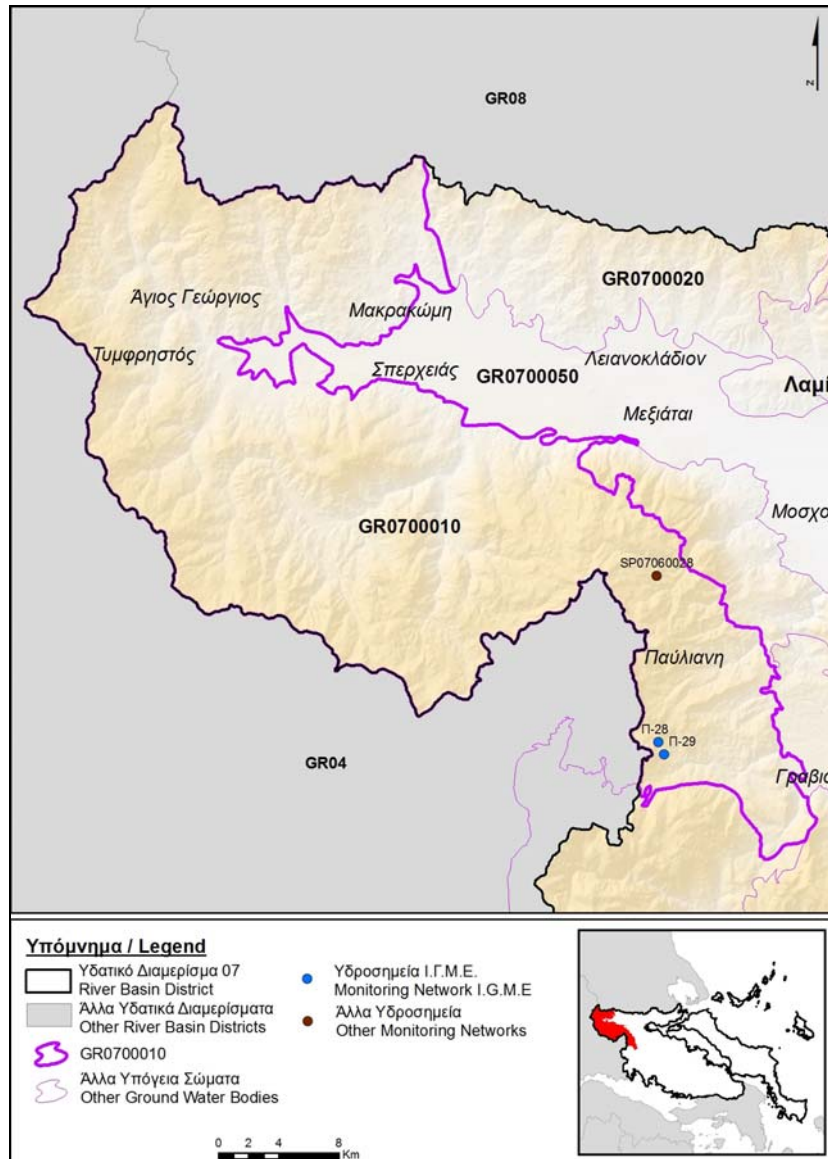 GR08
GR0700020
Άγιος Γεώργιος
Μακρακώμη
Τυμφρηστός
Λειανοκλάδιον
Σπερχειάς
GR0700050
Μεξιάται
GR0700010
SP07060028
Παύλιανη
Π-28
Π-29
GR04
Υπόμνημα / Legend
Υδατικό Διαμερίσμα 07
River Basin District
Άλλα Υδατικά Διαμερίσματα
Other River Basin Districts
GR0700010
Άλλα Υπόγεια Σώματα
Other Ground Water Bodies
Υδροσημεία Ι.Γ.Μ.Ε.
Monitoring Network I.G.M.E
Άλλα Υδροσημεία
Other Monitoring Networks
0 2 4 8
Km